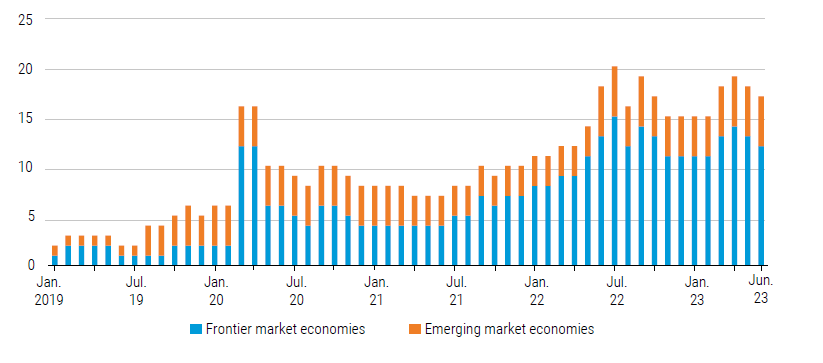 25
20
15
10
5
0
Jan. Jul. Jan. Jul. Jan. Jul. Jan. Jul. Jan. Jun.
2019 19 20 20 21 21 22 22 23 23
Frontier market economies Emerging market economies